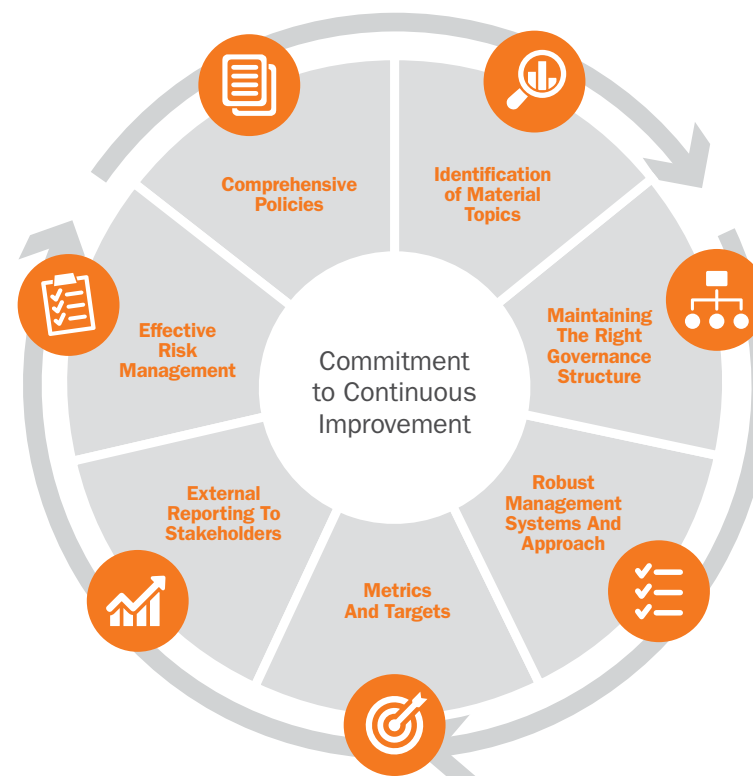 Comprehensive
Policies
Identification
of Material
Topics
Maintaining
The Right
Governance
Structure
Robust
Management
Systems And
Approach
Metrics
And Targets
External
Reporting To
Stakeholders
Effective
Risk
Management
Commitment
to Continuous
Improvement